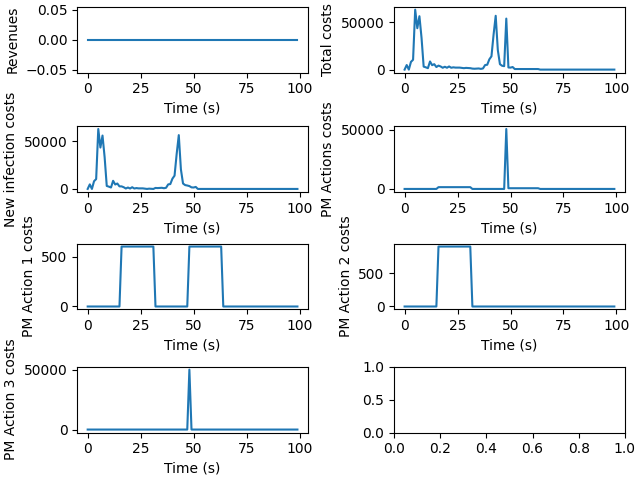 Revenues
0.05
0.00
−0.05
0 25 50 75 100
Time (s)
Total costs
50000
0
0 25 50 75 100
Time (s)
New infection costs
50000
0
0 25 50 75 100
Time (s)
PM Actions costs
50000
0
0 25 50 75 100
Time (s)
PM Action 1 costs
500
0
0 25 50 75 100
Time (s)
PM Action 2 costs
500
0
0 25 50 75 100
Time (s)
PM Action 3 costs
50000
0
0 25 50 75 100
Time (s)
1.0
0.5
0.0
0.0 0.2 0.4 0.6 0.8 1.0